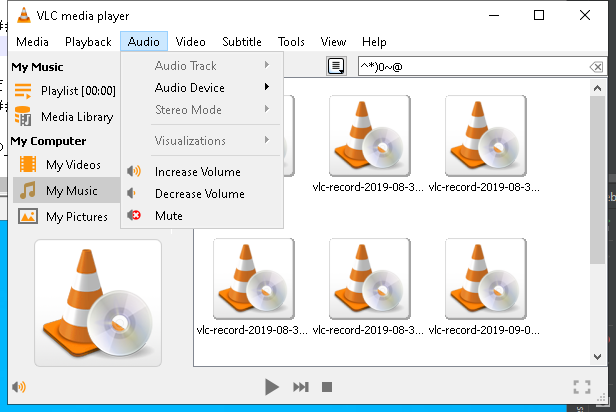 VLC media player
Media Playback Audio Video Subtitle Tools View Help
My Music
Playlist [00:00]
Media Library
My Computer
My Videos
My Music
My Pictures
Audio Track
Audio Device
Stereo Mode
Visualizations
Increase Volume
Decrease Volume
Mute
^*)0~@
vlc-record-2019-08-3...
vlc-record-2019-08-3...
vlc-record-2019-08-3...
vlc-record-2019-08-3...
vlc-record-2019-09-0...